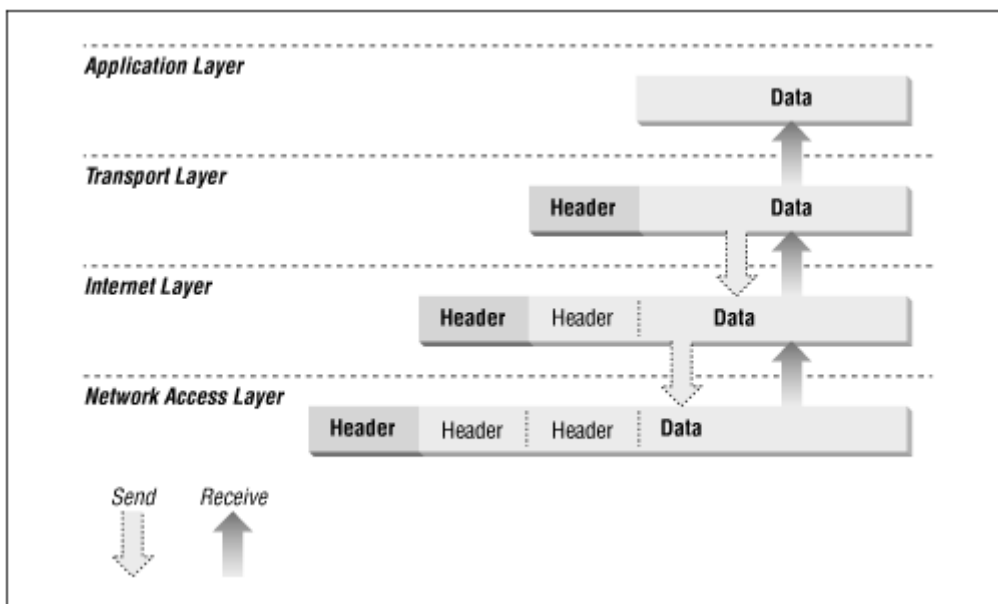 Application Layer
Data
Transport Layer
Header Data
Internet Layer
Header Header Data
Network Access Layer
Header Header Header Data
Send Receive